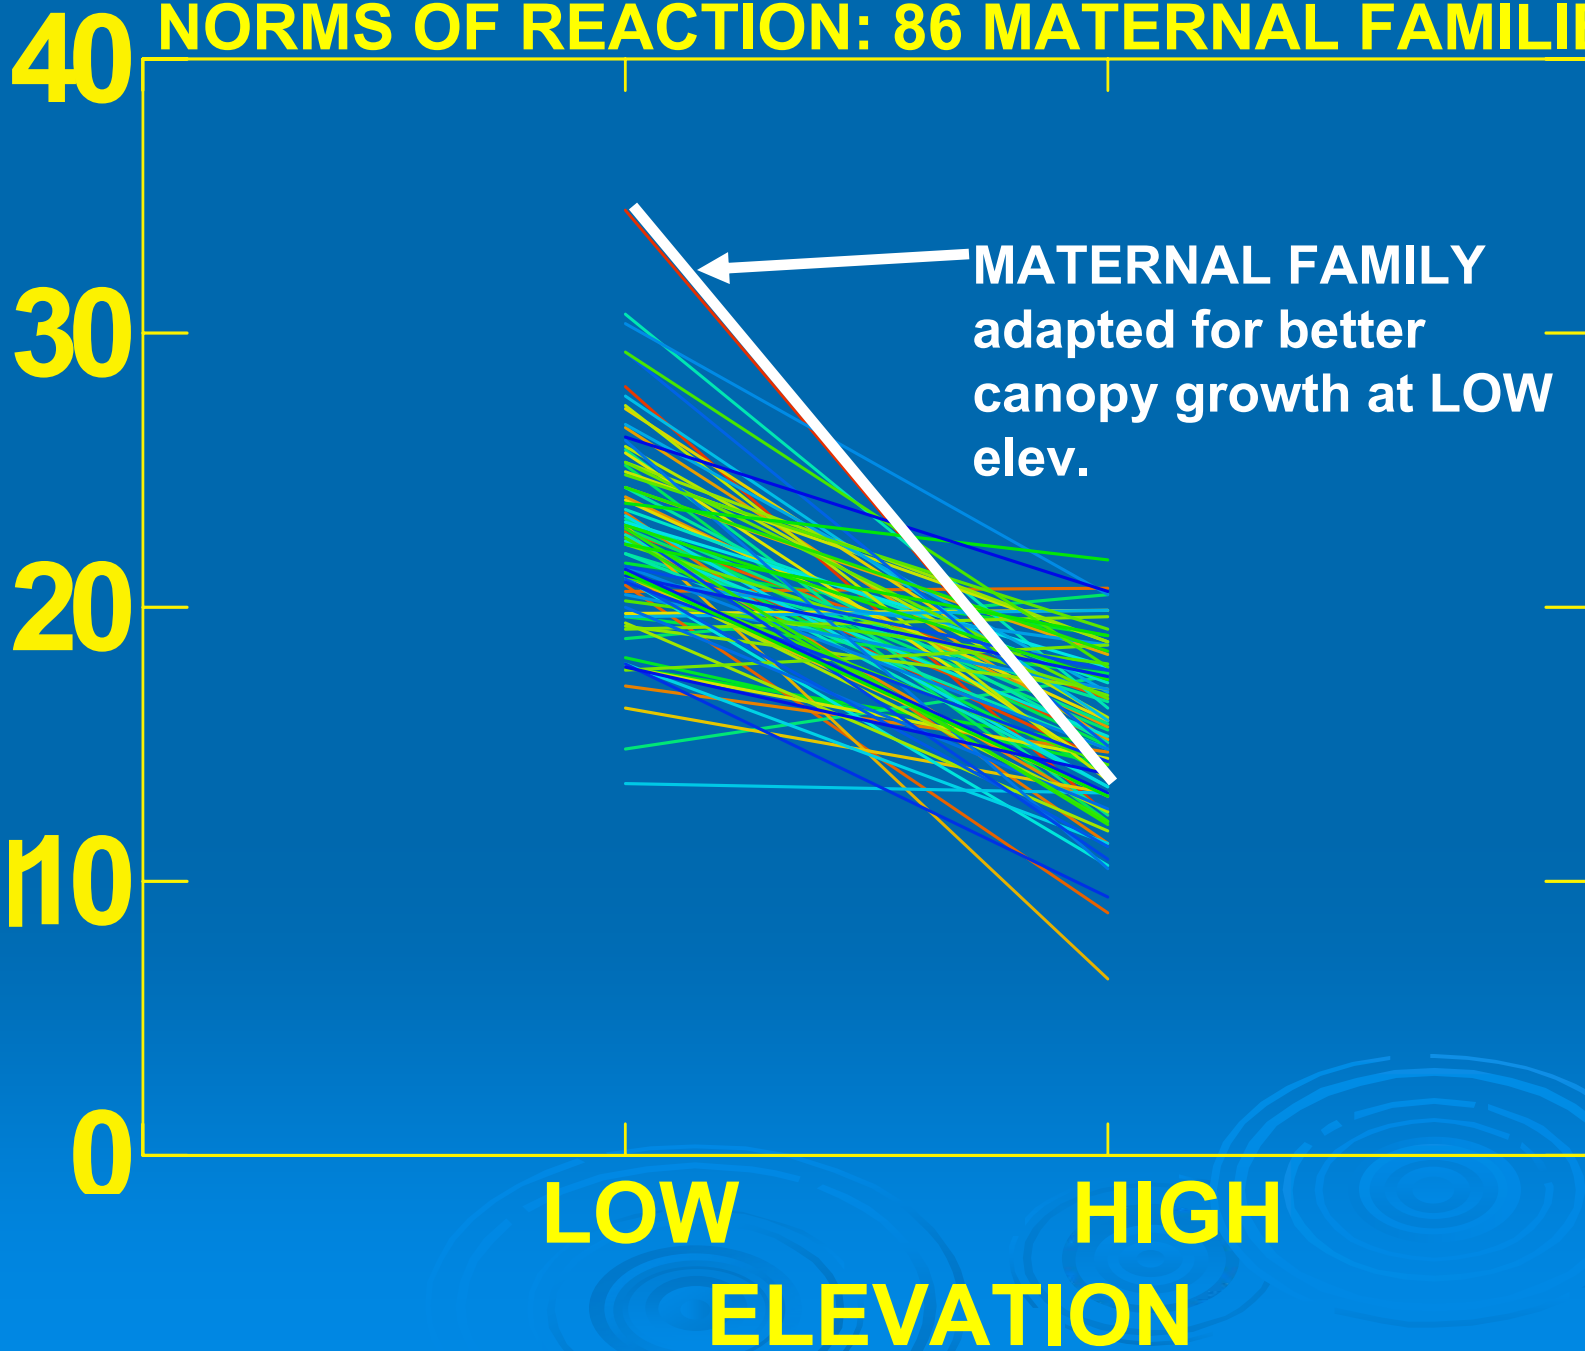 NORMS OF REACTION: 86 MATERNAL FAMILI
40
30
20
10
0
MATERNAL FAMILY
adapted for better
canopy growth at LOW
elev.
LOW HIGH
ELEVATION